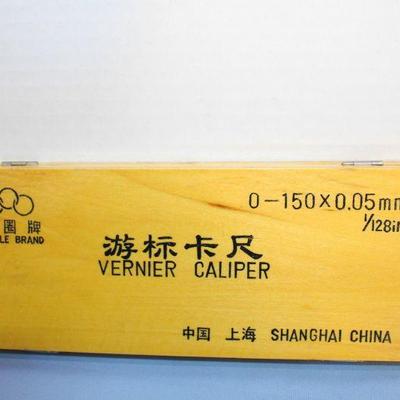 圈牌
LE BRAND
0-150×0.05mm
1/128in
游标卡尺
VERNIER CALIPER
中国 上海 SHANGHAI CHINA